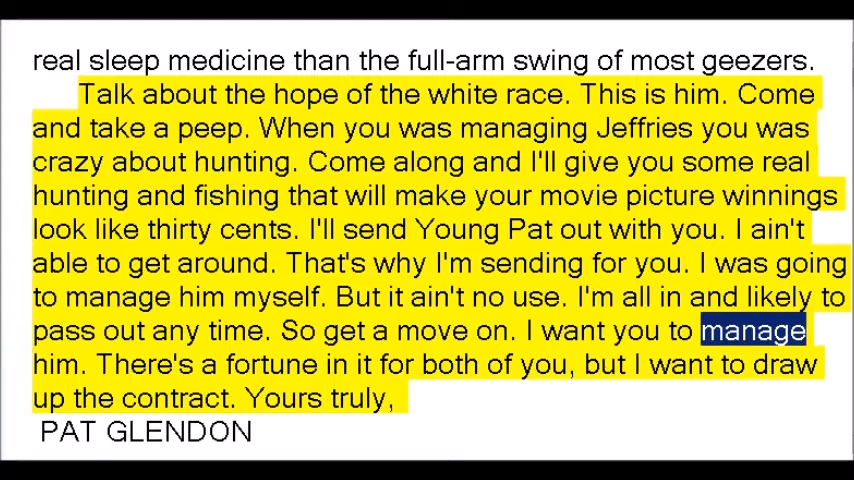 real sleep medicine than the full-arm swing of most geezers.
Talk about the hope of the white race. This is him. Come
and take a peep. When you was managing Jeffries you was
crazy about hunting. Come along and I'll give you some real
hunting and fishing that will make your movie picture winnings
look like thirty cents. I'll send Young Pat out with you. I ain't
able to get around. That's why I'm sending for you. I was going
to manage him myself. But it ain't no use. I'm all in and likely to
pass out any time. So get a move on. I want you to manage
him. There's a fortune in it for both of you, but I want to draw
up the contract. Yours truly,
PAT GLENDON